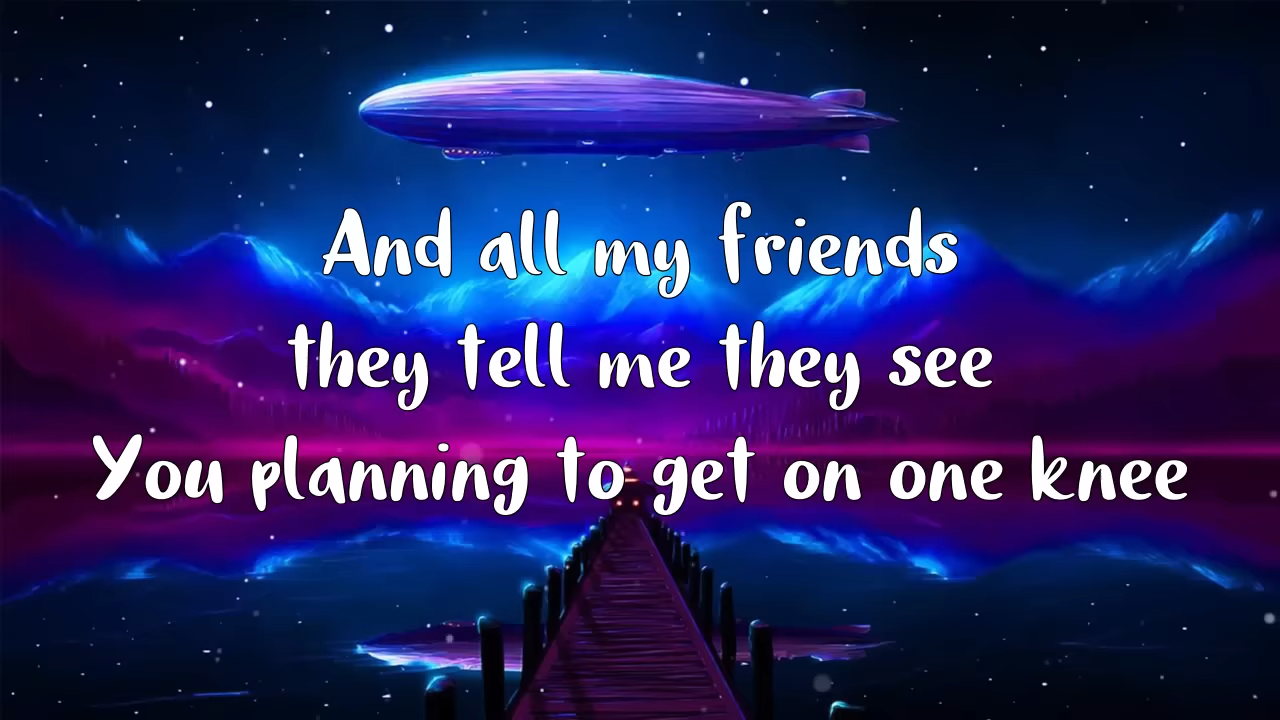 And all my friends
they tell me they see
You planning to get on one knee